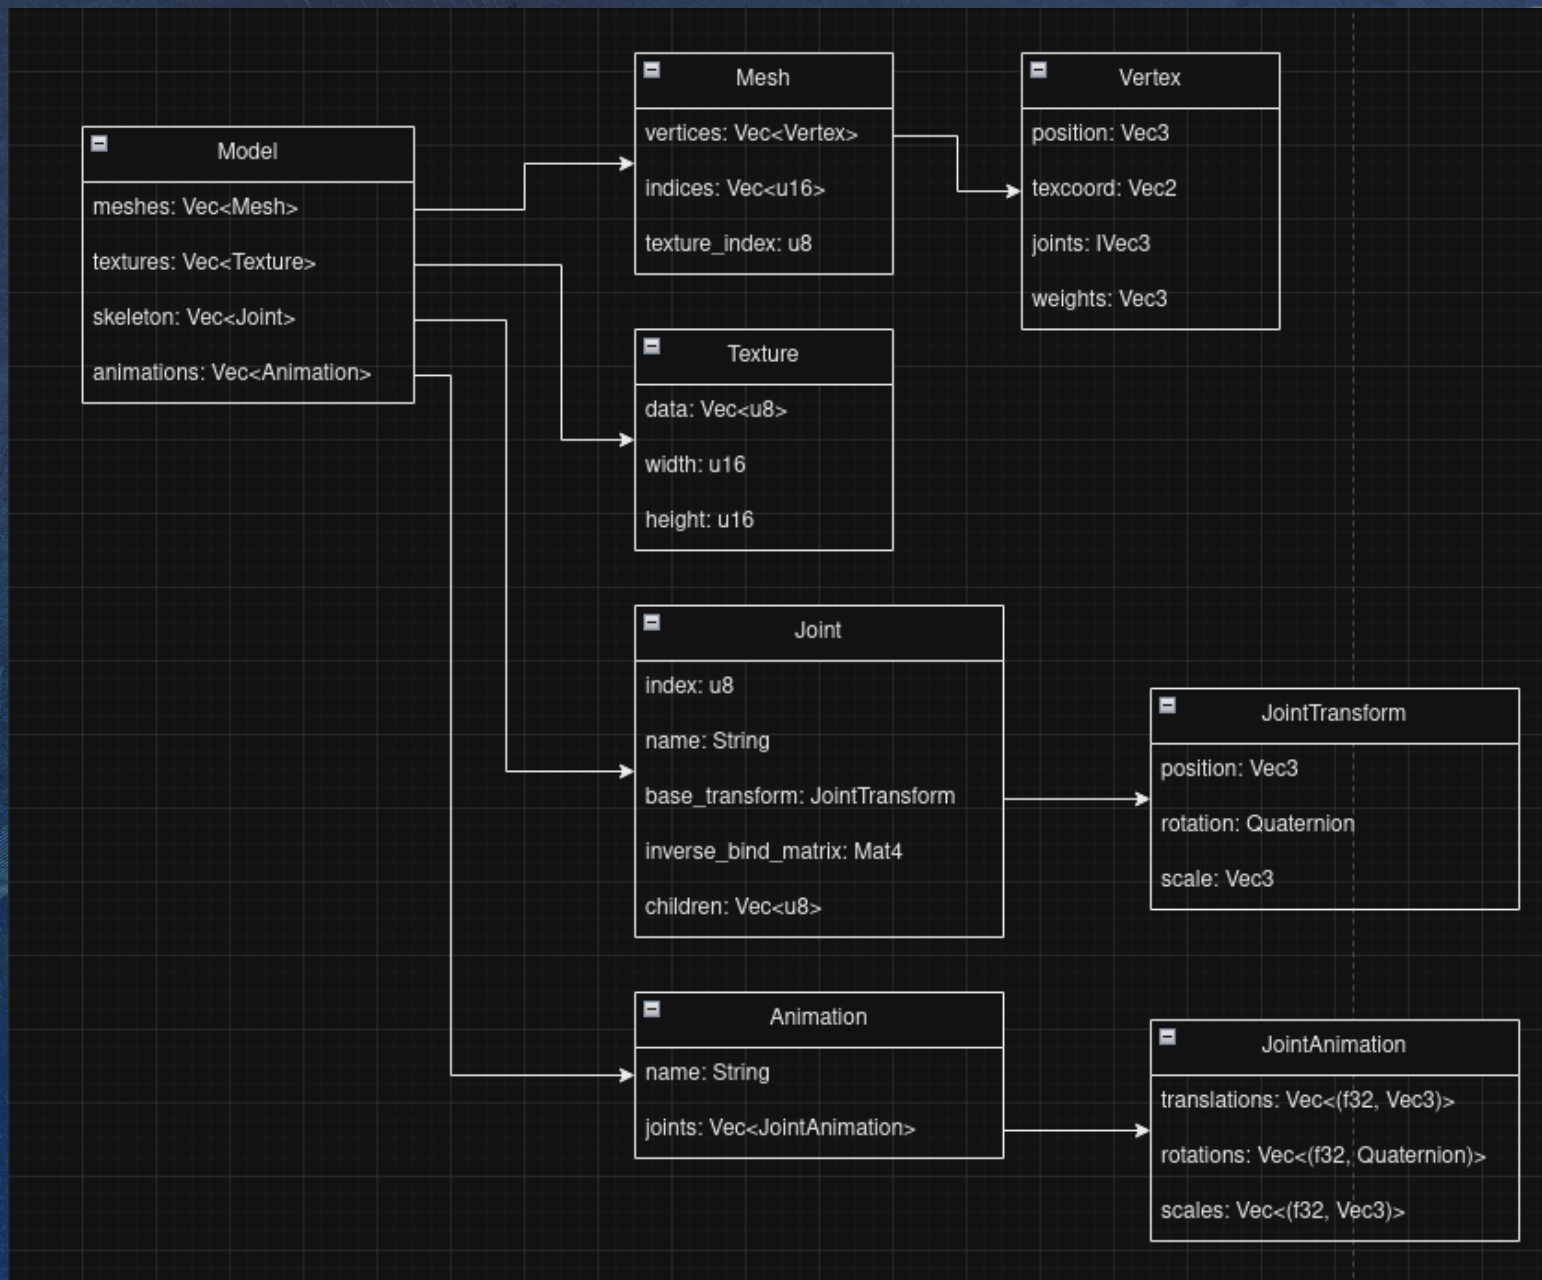 Model
meshes: Vec<Mesh>
textures: Vec<Texture>
skeleton: Vec<Joint>
animations: Vec<Animation>
Mesh
vertices: Vec<Vertex>
indices: Vec<u16>
texture_index: u8
Vertex
position: Vec3
texcoord: Vec2
joints: IVec3
weights: Vec3
Texture
data: Vec<u8>
width: u16
height: u16
Joint
index: u8
name: String
base_transform: JointTransform
inverse_bind_matrix: Mat4
children: Vec<u8>
JointTransform
position: Vec3
rotation: Quaternion
scale: Vec3
Animation
name: String
joints: Vec<JointAnimation>
JointAnimation
translations: Vec<(f32, Vec3)>
rotations: Vec<(f32, Quaternion)>
scales: Vec<(f32, Vec3)>